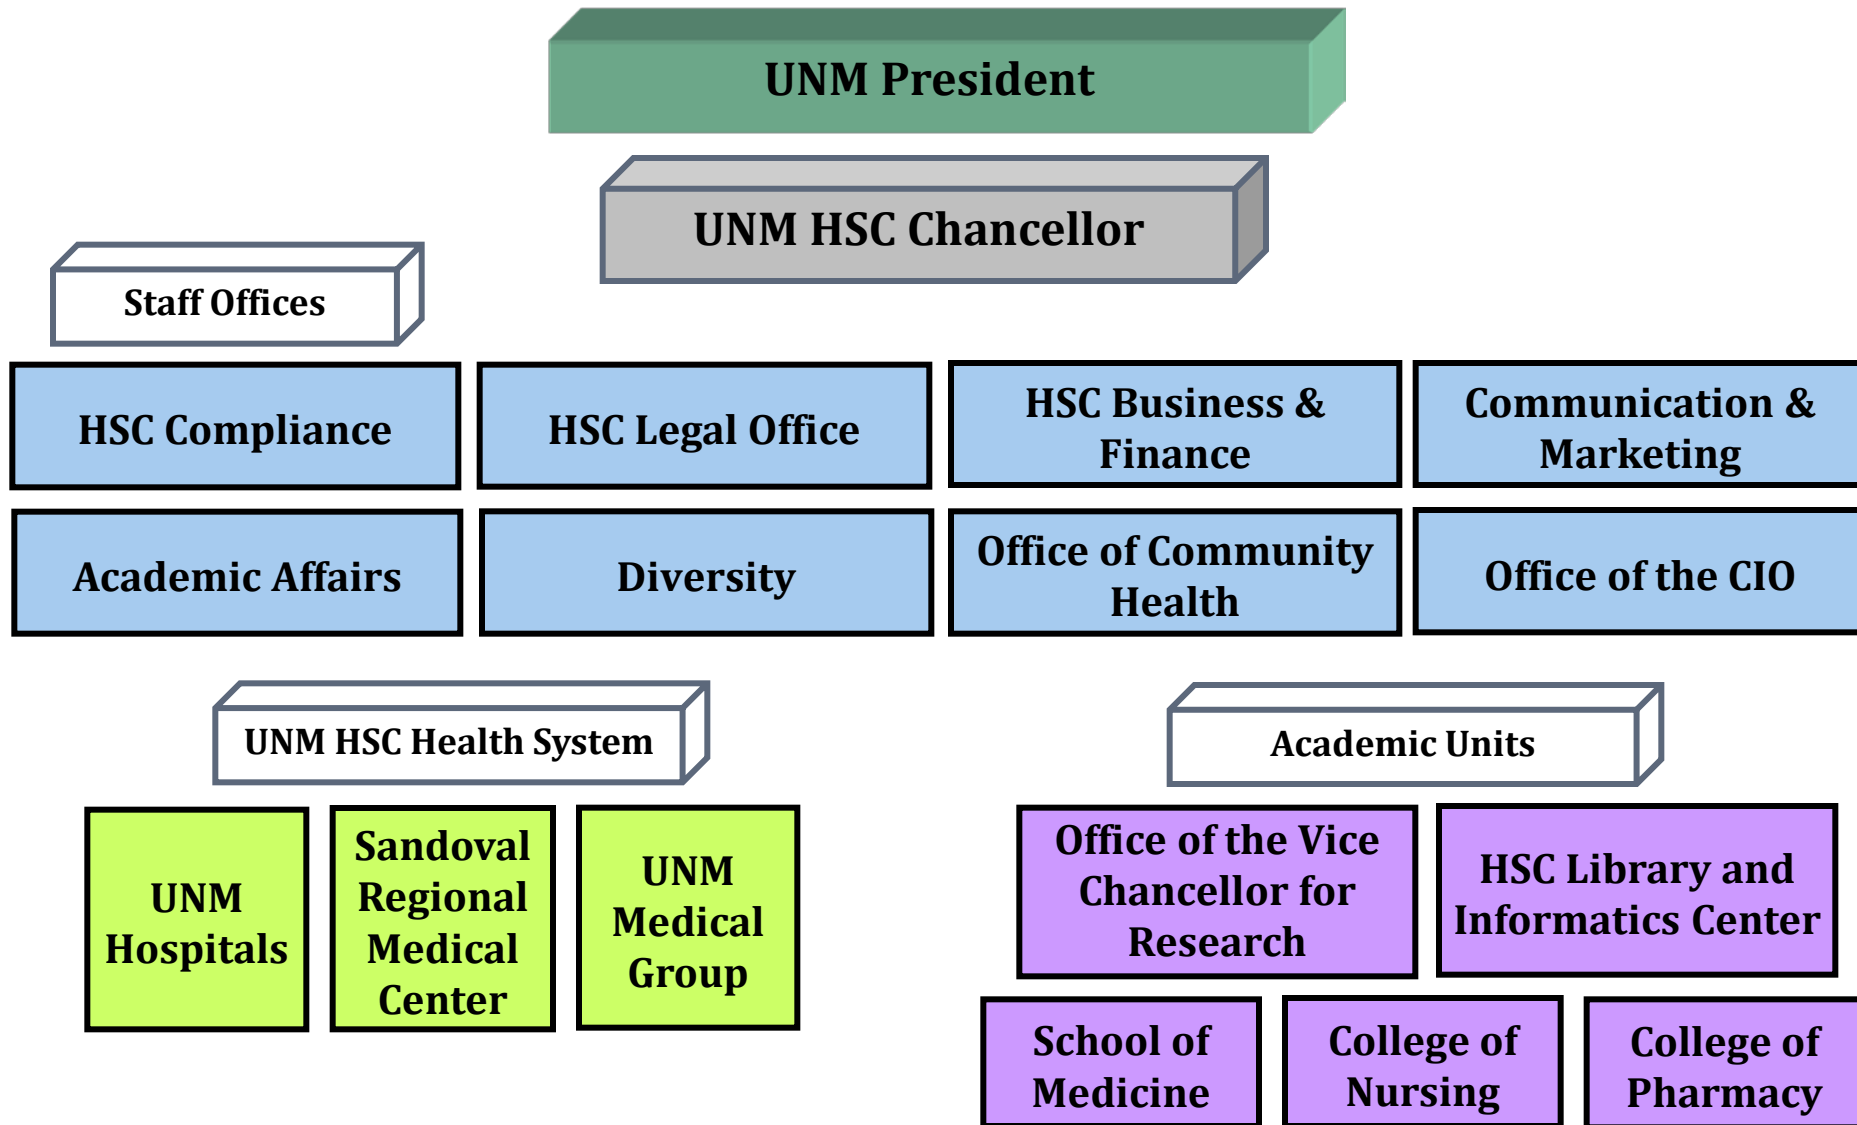 UNM President
UNM HSC Chancellor
Staff Offices
HSC Compliance
HSC Legal Office
HSC Business &
Finance
Communication &
Marketing
Academic Affairs
Diversity
Office of Community
Health
Office of the CIO
UNM HSC Health System
UNM
Hospitals
Sandoval
Regional
Medical
Center
UNM
Medical
Group
Academic Units
Office of the Vice
Chancellor for
Research
HSC Library and
Informatics Center
School of
Medicine
College of
Nursing
College of
Pharmacy